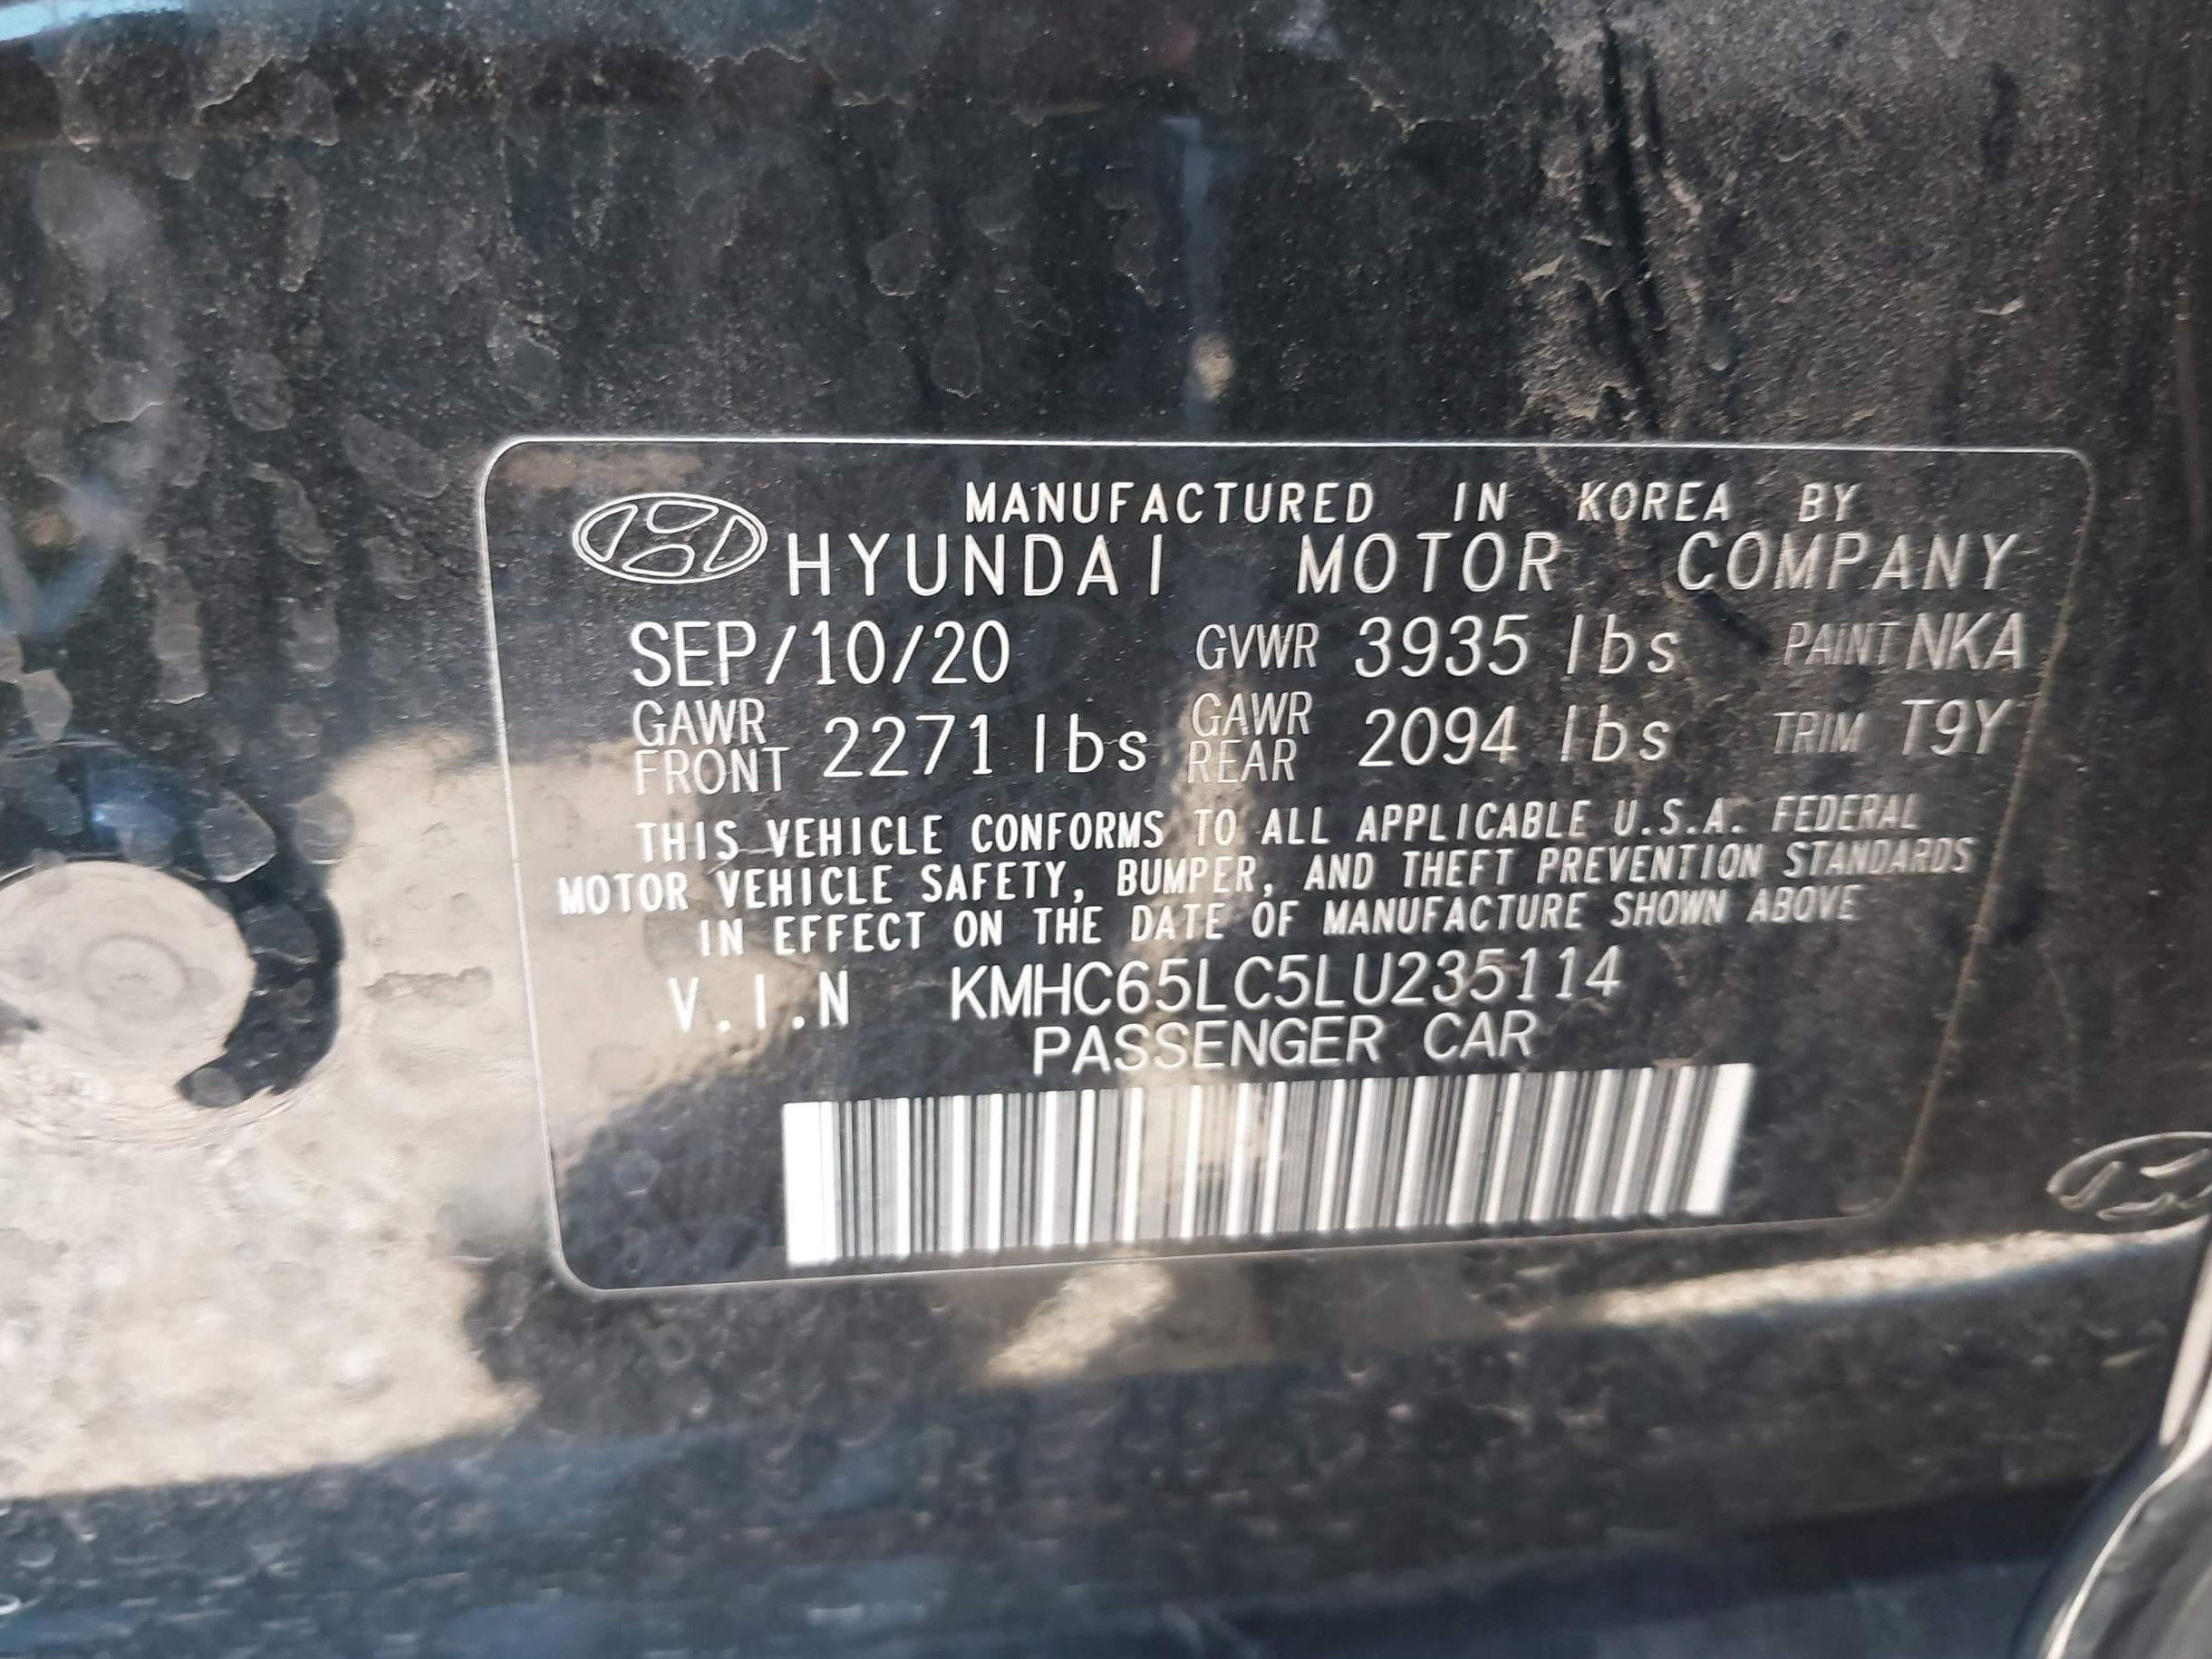 MANUFACTURED IN KOREA BY
HYUNDAI MOTOR COMPANY
SEP/10/20 GVWR 3935 lbs PAINT NKA
GAWR FRONT 2271 lbs GAWR REAR 2094 lbs TRIM T9Y
THIS VEHICLE CONFORMS TO ALL APPLICABLE U.S.A. FEDERAL
MOTOR VEHICLE SAFETY, BUMPER, AND THEFT PREVENTION STANDARDS
IN EFFECT ON THE DATE OF MANUFACTURE SHOWN ABOVE
V.I.N KMHC65LC5LU235114
PASSENGER CAR